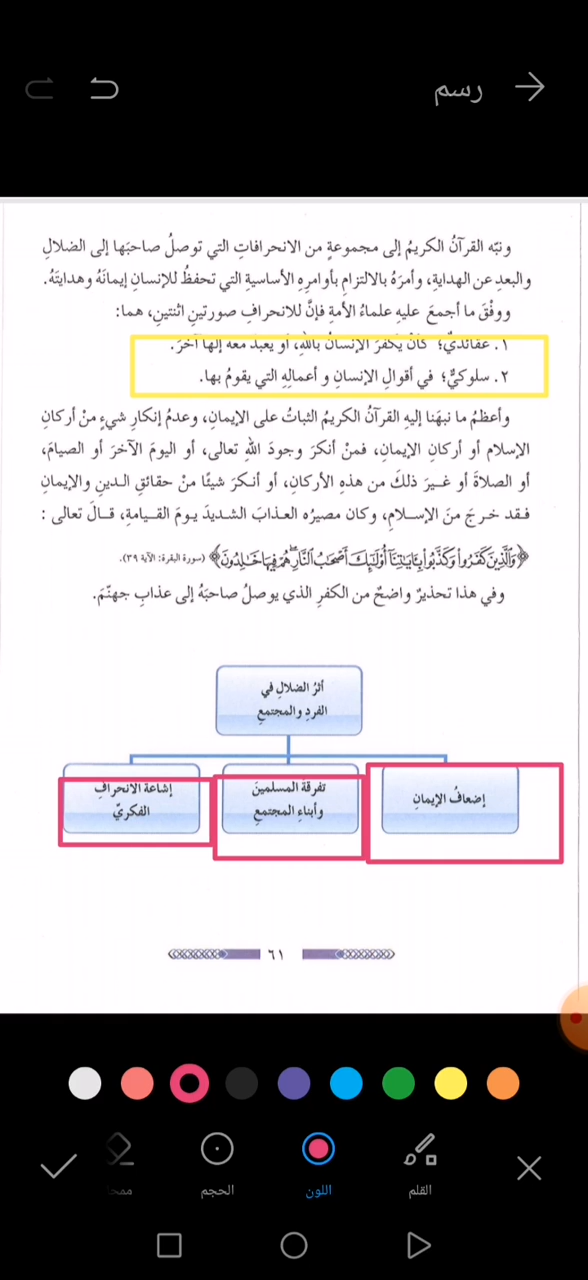 رسم
ونبّه القرآنُ الكريمُ إلى مجموعةٍ من الانحرافاتِ التي توصلُ صاحبَها إلى الضلالِ
والبعدِ عن الهدايةِ، وأمرَهُ بالالتزامِ بأوامرِهِ الأساسيةِ التي تحفظُ للإنسانِ إيمانَهُ وهدايتَهُ.
ووفْقَ ما أجمعَ عليهِ علماءُ الأمةِ فإنَّ للانحرافِ صورتينِ اثنتينِ، هما:
١. عقائديٌّ؛ كأنْ يكفرَ الإنسانُ باللهِ، أو يعبدَ معه إلهًا آخرَ.
٢. سلوكيٌّ؛ في أقوالِ الإنسانِ و أعمالِهِ التي يقومُ بها.
وأعظمُ ما نبهَنا إليهِ القرآنُ الكريمُ الثباتُ على الإيمانِ، وعدمُ إنكارِ شيءٍ منْ أركانِ
الإسلامِ أو أركانِ الإيمانِ، فمنْ أنكرَ وجودَ اللهِ تعالى، أو اليومَ الآخرَ أو الصيامَ،
أو الصلاةَ أو غيرَ ذلكَ من هذهِ الأركانِ، أو أنكرَ شيئًا منْ حقائقِ الدينِ والإيمانِ
فقد خرجَ منَ الإسلامِ، وكان مصيرُه العذابَ الشديدَ يومَ القيامةِ، قالَ تعالى :
﴿وَالَّذِينَ كَفَرُوا وَكَذَّبُوا بِآيَاتِنَا أُولَٰئِكَ أَصْحَابُ النَّارِ هُمْ فِيهَا خَالِدُونَ﴾ (سورة البقرة: الآية ٣٩).
وفي هذا تحذيرٌ واضحٌ من الكفرِ الذي يوصلُ صاحبَهُ إلى عذابِ جهنّمَ.
أثرُ الضلالِ في
الفردِ والمجتمعِ
إضعافُ الإيمانِ
تفرقة المسلمينَ
وأبناءِ المجتمعِ
إشاعة الانحرافِ
الفكريّ
٦١
القلم
اللون
الحجم
ممحا